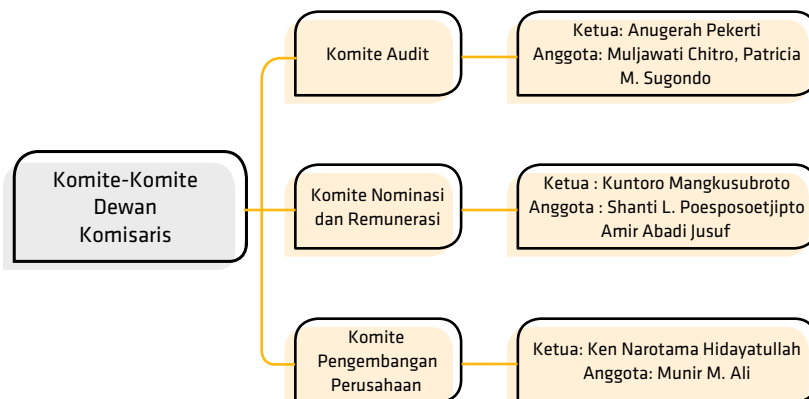 Komite-Komite
Dewan
Komisaris
Komite Audit
Ketua: Anugerah Pekerti
Anggota: Muljawati Chitro, Patricia
M. Sugondo
Komite Nominasi
dan Remunerasi
Ketua : Kuntoro Mangkusubroto
Anggota : Shanti L. Poesposoetjipto
Amir Abadi Jusuf
Komite
Pengembangan
Perusahaan
Ketua: Ken Narotama Hidayatullah
Anggota: Munir M. Ali